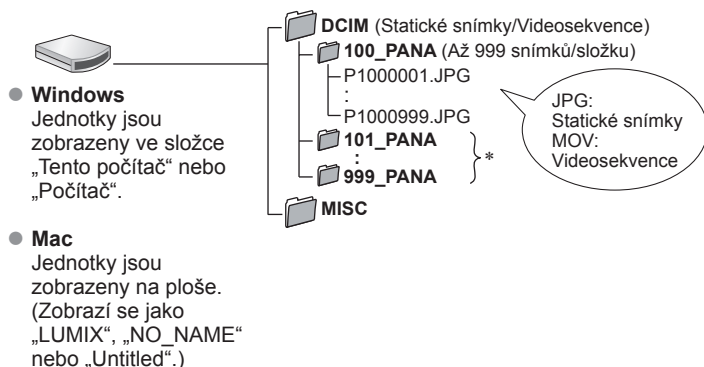 ● Windows
Jednotky jsou
zobrazeny ve složce
„Tento počítač“ nebo
„Počítač“.
● Mac
Jednotky jsou
zobrazeny na ploše.
(Zobrazí se jako
„LUMIX“, „NO_NAME“
nebo „Untitled“.)
DCIM (Statické snímky/Videosekvence)
100_PANA (Až 999 snímků/složku)
P1000001.JPG
:
P1000999.JPG
101_PANA
:
999_PANA
*
MISC
JPG:
Statické snímky
MOV:
Videosekvence